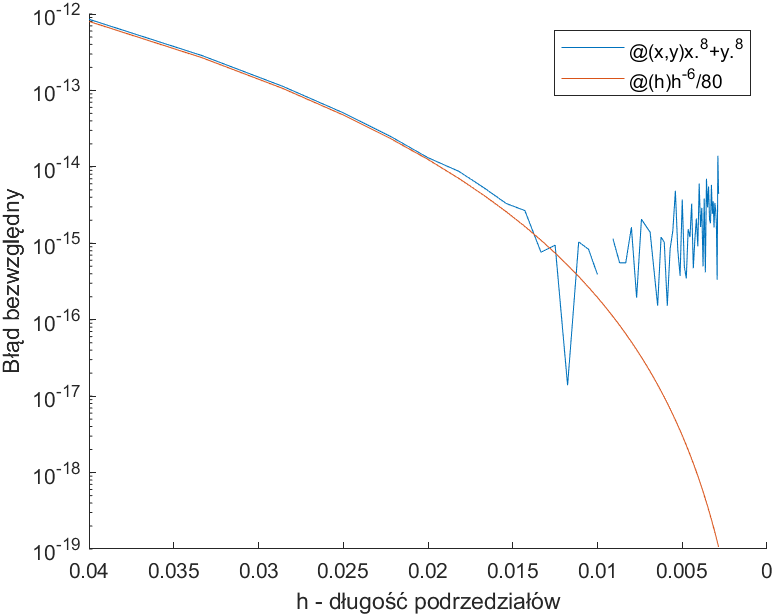 10⁻¹²
10⁻¹³
10⁻¹⁴
10⁻¹⁵
10⁻¹⁶
10⁻¹⁷
10⁻¹⁸
10⁻¹⁹
Błąd bezwzględny
@(x,y)x.⁸+y.⁸
@(h)h⁻⁶/80
0.04 0.035 0.03 0.025 0.02 0.015 0.01 0.005 0
h - długość podrzedziałów